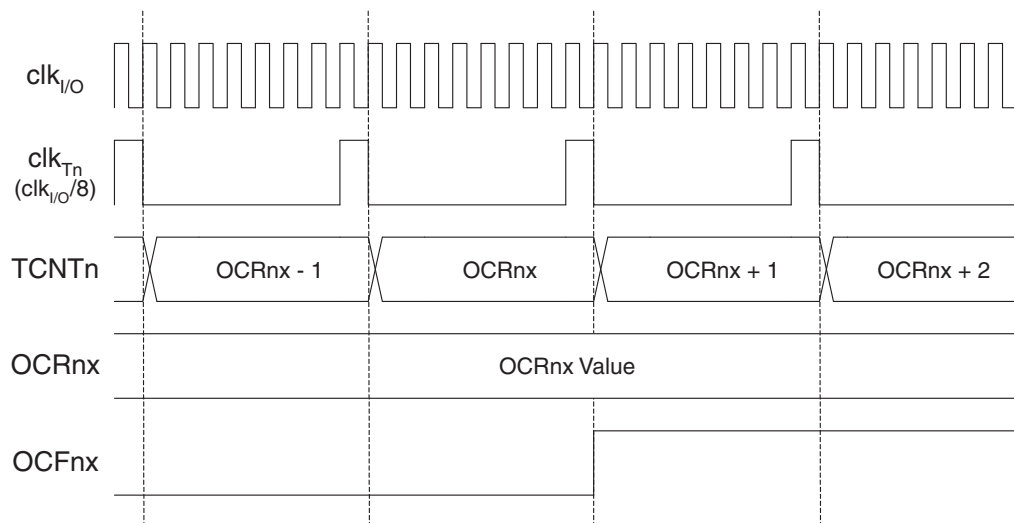 clkI/O
clkTn
(clkI/O/8)
TCNTn
OCRnx - 1
OCRnx
OCRnx + 1
OCRnx + 2
OCRnx
OCRnx Value
OCFnx